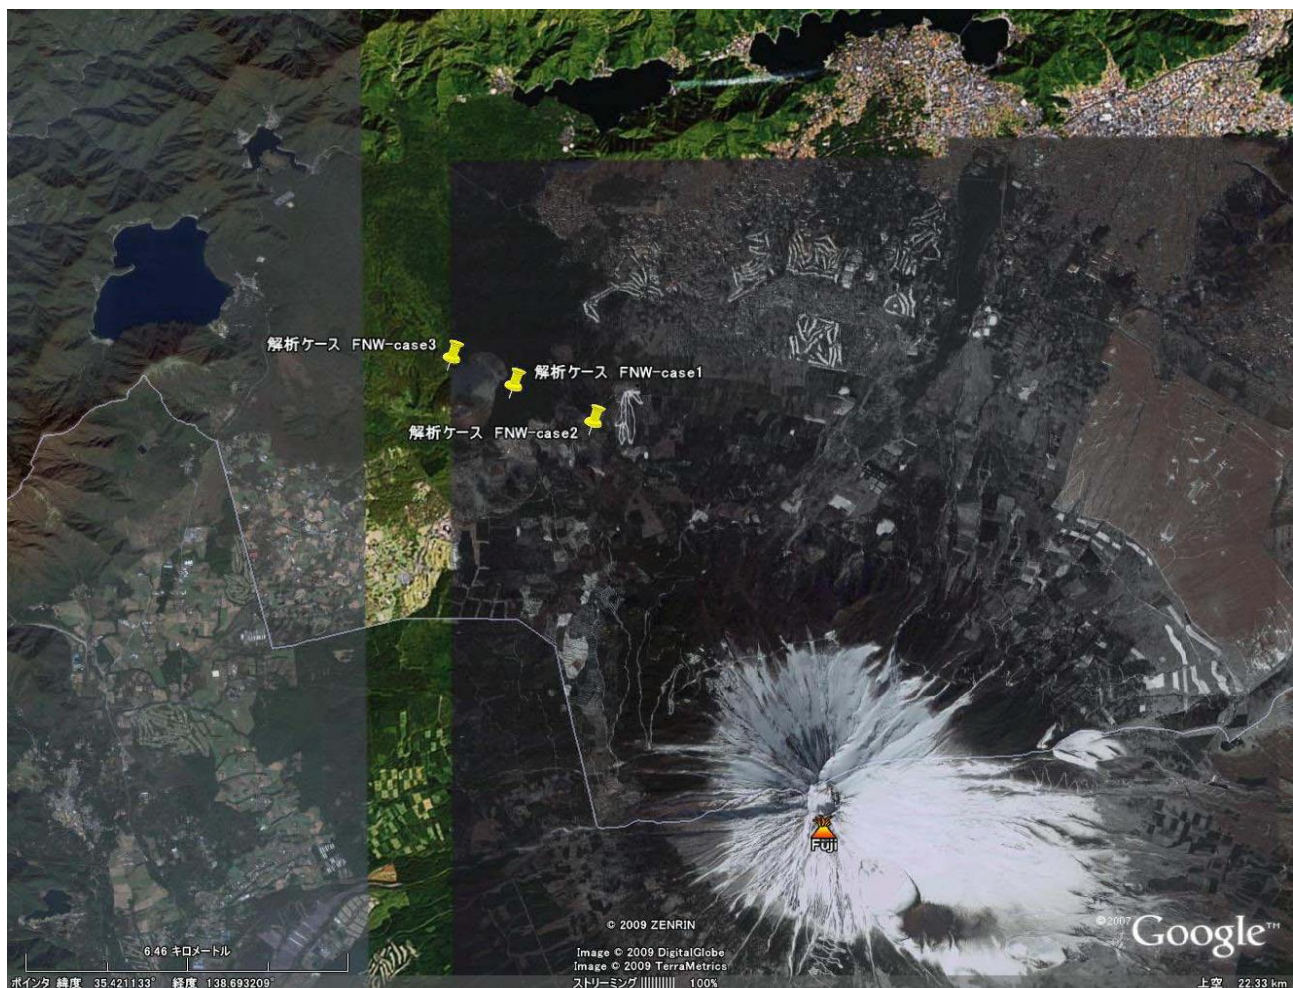 解析ケース FNW-case3
解析ケース FNW-case1
解析ケース FNW-case2
Fuji
© 2009 ZENRIN
©2007 Google™
Image © 2009 DigitalGlobe
Image © 2009 TerraMetrics
6.46 キロメートル
ポインタ 緯度 35.421133° 経度 138.693209° ストリーミング |||||||||| 100% 上空 22.33 km